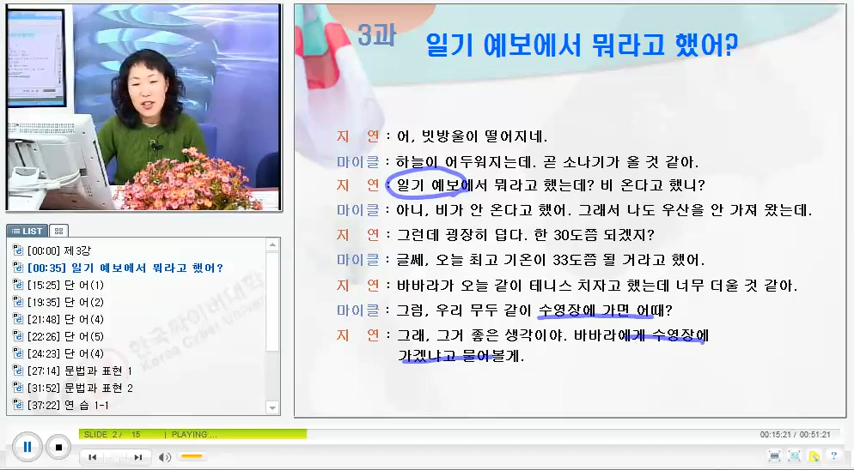 3과 일기 예보에서 뭐라고 했어?
지 연 : 어, 빗방울이 떨어지네.
마이클 : 하늘이 어두워지는데. 곧 소나기가 올 것 같아.
지 연 : 일기 예보에서 뭐라고 했는데? 비 온다고 했니?
마이클 : 아니, 비가 안 온다고 했어. 그래서 나도 우산을 안 가져 왔는데.
지 연 : 그런데 굉장히 덥다. 한 30도쯤 되겠지?
마이클 : 글쎄, 오늘 최고 기온이 33도쯤 될 거라고 했어.
지 연 : 바바라가 오늘 같이 테니스 치자고 했는데 너무 더울 것 같아.
마이클 : 그럼, 우리 무두 같이 수영장에 가면 어때?
지 연 : 그래, 그거 좋은 생각이야. 바바라에게 수영장에
가겠냐고 물어볼게.
LIST
[00:00] 제3강
[00:35] 일기 예보에서 뭐라고 했어?
[15:25] 단 어(1)
[19:35] 단 어(2)
[21:48] 단 어(4)
[22:26] 단 어(5)
[24:23] 단 어(4)
[27:14] 문법과 표현 1
[31:52] 문법과 표현 2
[37:22] 연 습 1-1
한국싸이버대학
Korea Cyber Univer
SLIDE 2 / 15 | PLAYING ...
00:15:21 / 00:51:21